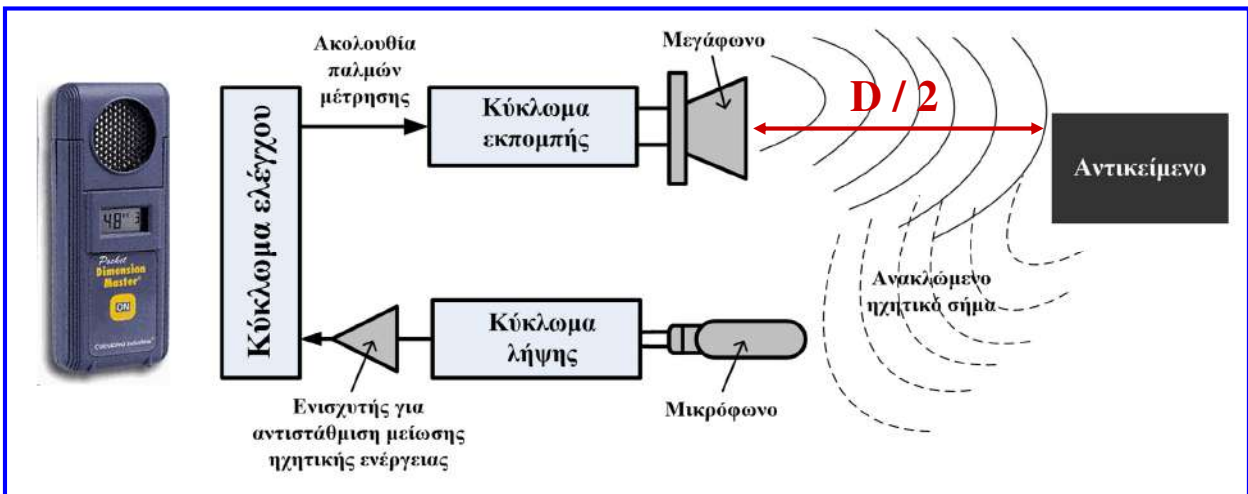 Ακολουθία
παλμών
μέτρησης
Μεγάφωνο
Κύκλωμα ελέγχου
Κύκλωμα
εκπομπής
D / 2
Αντικείμενο
48
Pocket
Dimension
Master
ON
Ανακλώμενο
ηχητικό σήμα
Κύκλωμα
λήψης
Μικρόφωνο
Ενισχυτής για
αντιστάθμιση μείωσης
ηχητικής ενέργειας